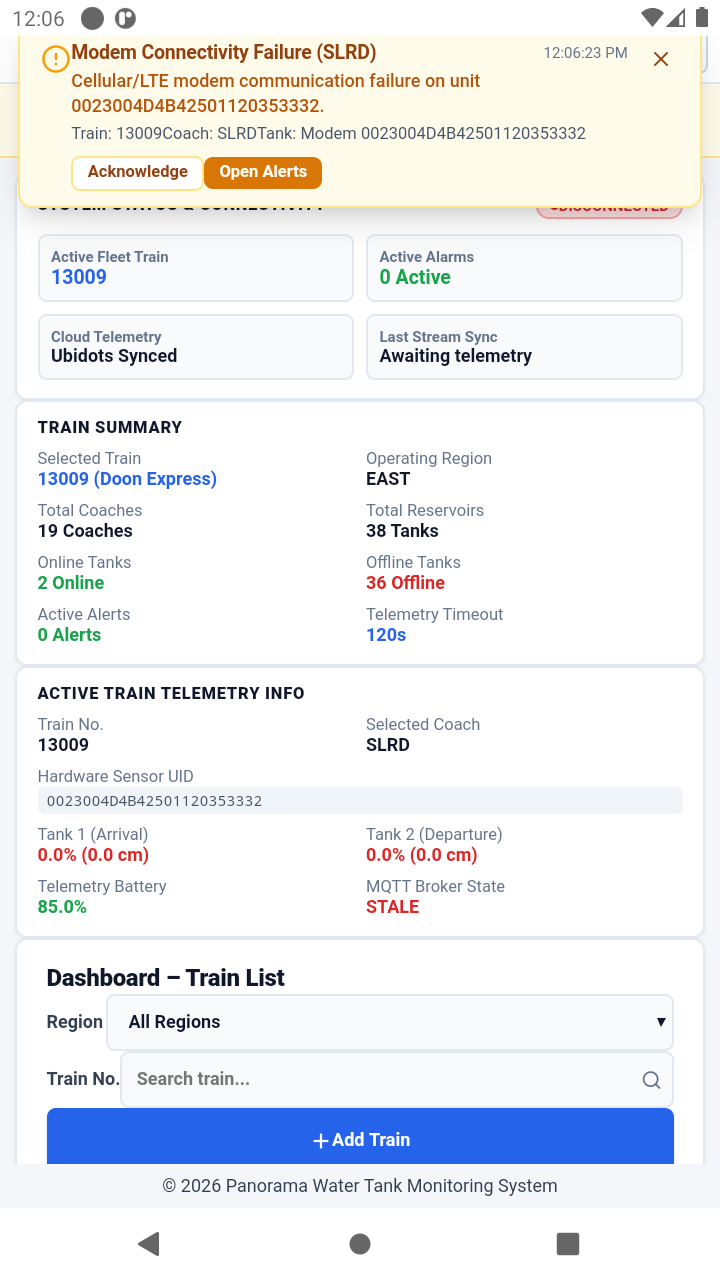 12:06
Modem Connectivity Failure (SLRD)
12:06:23 PM
Cellular/LTE modem communication failure on unit
0023004D4B42501120353332.
Train: 13009Coach: SLRDTank: Modem 0023004D4B42501120353332
Acknowledge
Open Alerts
SYSTEM STATUS & CONNECTIVITY
DISCONNECTED
Active Fleet Train
13009
Active Alarms
0 Active
Cloud Telemetry
Ubidots Synced
Last Stream Sync
Awaiting telemetry
TRAIN SUMMARY
Selected Train
13009 (Doon Express)
Operating Region
EAST
Total Coaches
19 Coaches
Total Reservoirs
38 Tanks
Online Tanks
2 Online
Offline Tanks
36 Offline
Active Alerts
0 Alerts
Telemetry Timeout
120s
ACTIVE TRAIN TELEMETRY INFO
Train No.
13009
Selected Coach
SLRD
Hardware Sensor UID
0023004D4B42501120353332
Tank 1 (Arrival)
0.0% (0.0 cm)
Tank 2 (Departure)
0.0% (0.0 cm)
Telemetry Battery
85.0%
MQTT Broker State
STALE
Dashboard – Train List
Region
All Regions
Train No.
Search train...
+ Add Train
© 2026 Panorama Water Tank Monitoring System